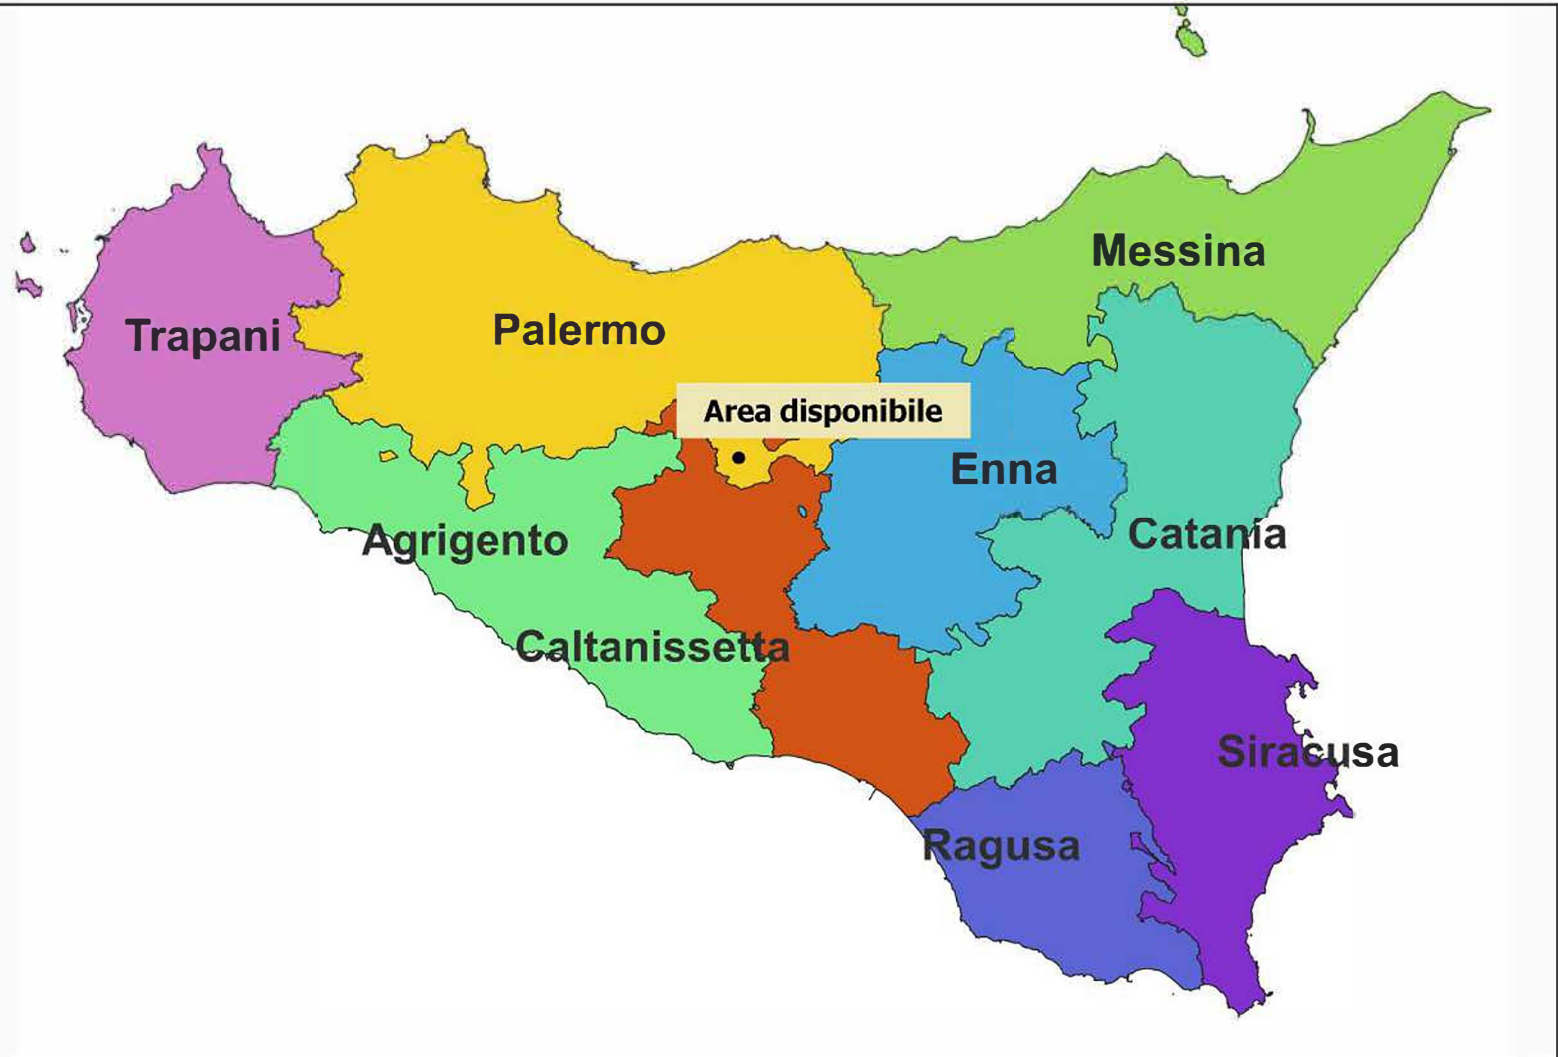 Messina
Trapani
Palermo
Area disponibile
Enna
Catania
Agrigento
Caltanissetta
Siracusa
Ragusa